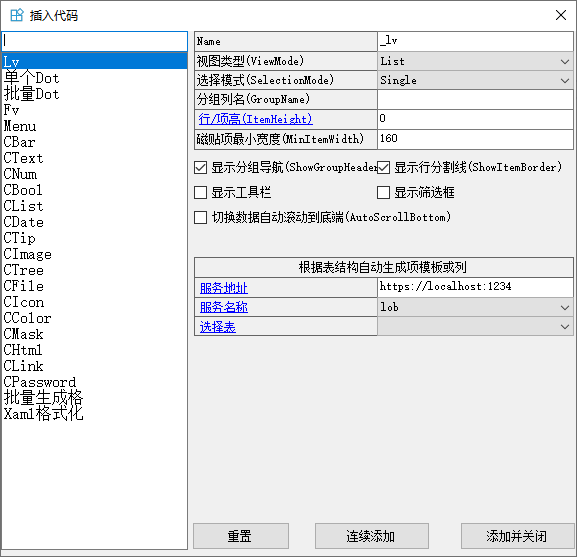 插入代码
Lv
单个Dot
批量Dot
Fv
Menu
CBar
CText
CNum
CBool
CList
CDate
CTip
CImage
CTree
CFile
CIcon
CColor
CMask
CHtml
CLink
CPassword
批量生成格
Xaml格式化
Name _lv
视图类型(ViewMode) List
选择模式(SelectionMode) Single
分组列名(GroupName)
行/项高(ItemHeight) 0
磁贴项最小宽度(MinItemWidth) 160
显示分组导航(ShowGroupHeader 显示行分割线(ShowItemBorder)
显示工具栏 显示筛选框
切换数据自动滚动到底端(AutoScrollBottom)
根据表结构自动生成项模板或列
服务地址 https://localhost:1234
服务名称 lob
选择表
重置 连续添加 添加并关闭